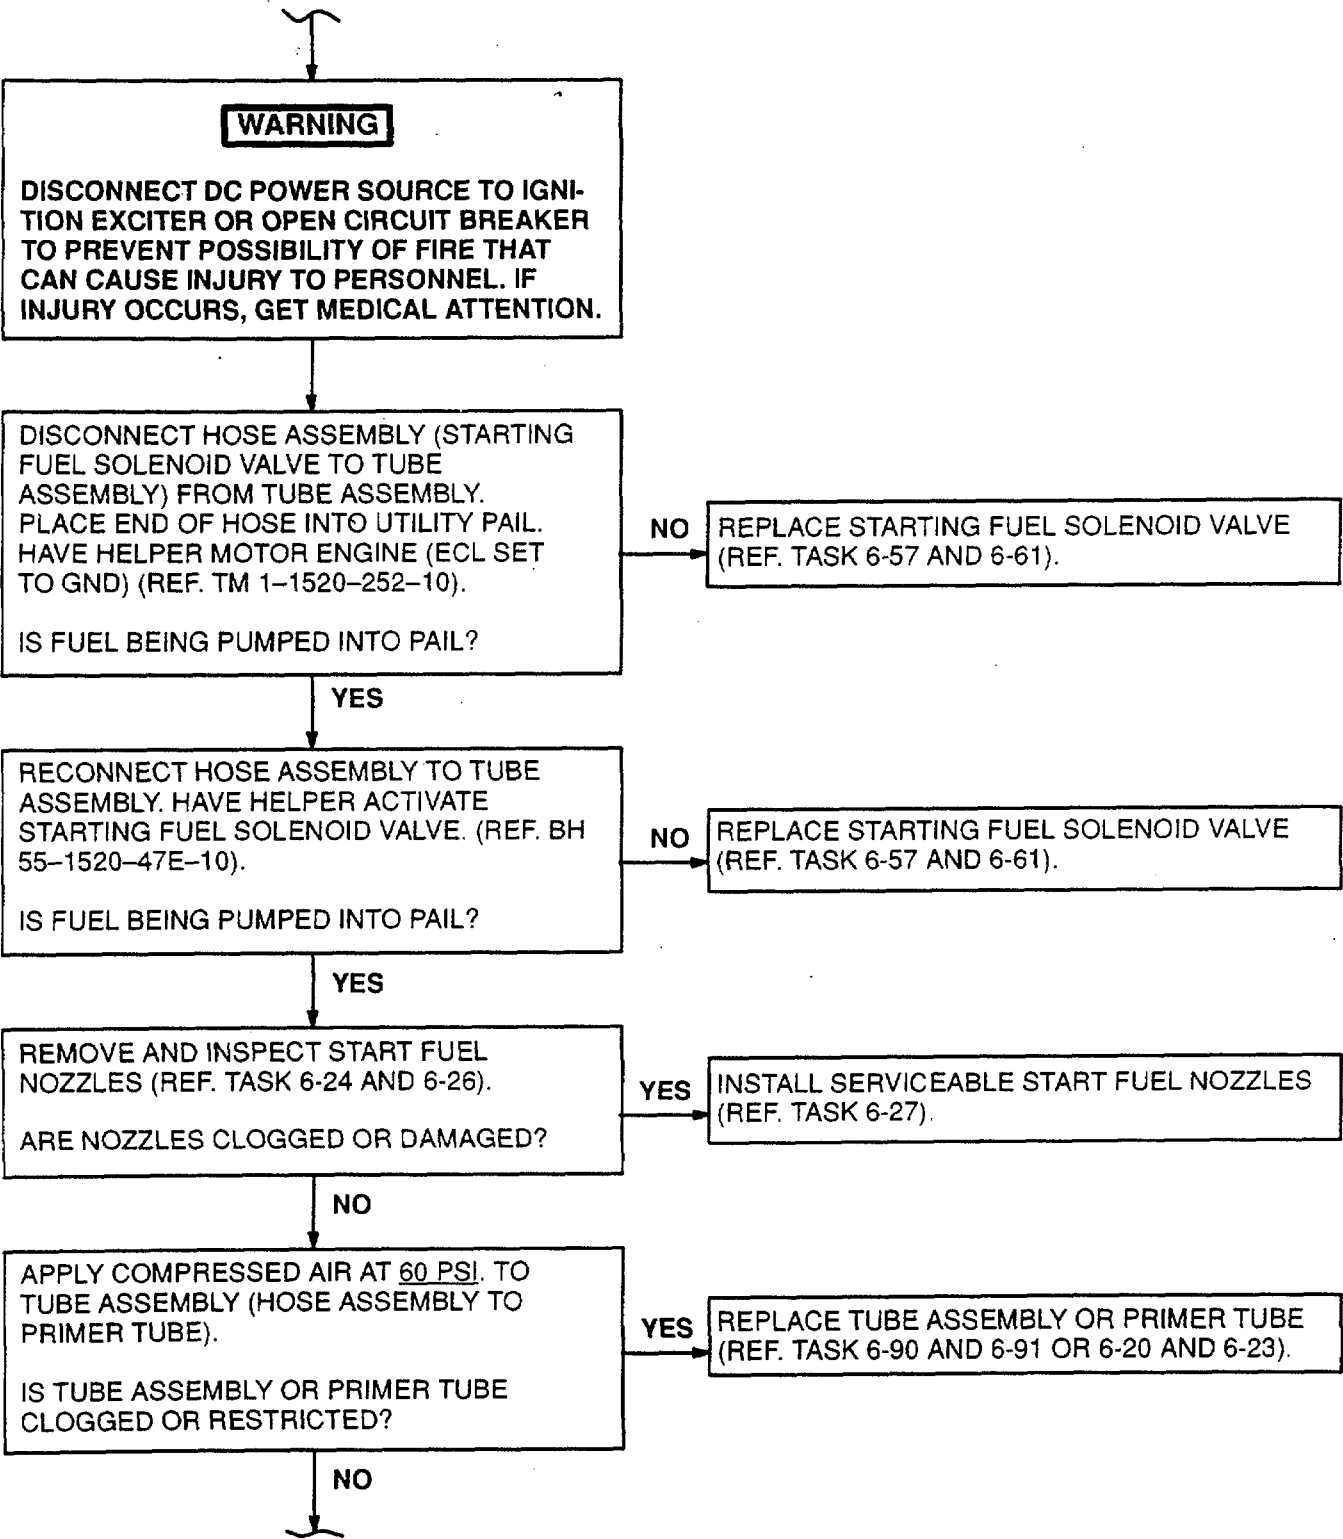 WARNING
DISCONNECT DC POWER SOURCE TO IGNI-
TION EXCITER OR OPEN CIRCUIT BREAKER
TO PREVENT POSSIBILITY OF FIRE THAT
CAN CAUSE INJURY TO PERSONNEL. IF
INJURY OCCURS, GET MEDICAL ATTENTION.
DISCONNECT HOSE ASSEMBLY (STARTING
FUEL SOLENOID VALVE TO TUBE
ASSEMBLY) FROM TUBE ASSEMBLY.
PLACE END OF HOSE INTO UTILITY PAIL.
HAVE HELPER MOTOR ENGINE (ECL SET
TO GND) (REF. TM 1–1520–252–10).
IS FUEL BEING PUMPED INTO PAIL?
NO
REPLACE STARTING FUEL SOLENOID VALVE
(REF. TASK 6-57 AND 6-61).
YES
RECONNECT HOSE ASSEMBLY TO TUBE
ASSEMBLY. HAVE HELPER ACTIVATE
STARTING FUEL SOLENOID VALVE. (REF. BH
55–1520–47E–10).
IS FUEL BEING PUMPED INTO PAIL?
NO
REPLACE STARTING FUEL SOLENOID VALVE
(REF. TASK 6-57 AND 6-61).
YES
REMOVE AND INSPECT START FUEL
NOZZLES (REF. TASK 6-24 AND 6-26).
ARE NOZZLES CLOGGED OR DAMAGED?
YES
INSTALL SERVICEABLE START FUEL NOZZLES
(REF. TASK 6-27).
NO
APPLY COMPRESSED AIR AT 60 PSI. TO
TUBE ASSEMBLY (HOSE ASSEMBLY TO
PRIMER TUBE).
IS TUBE ASSEMBLY OR PRIMER TUBE
CLOGGED OR RESTRICTED?
YES
REPLACE TUBE ASSEMBLY OR PRIMER TUBE
(REF. TASK 6-90 AND 6-91 OR 6-20 AND 6-23).
NO